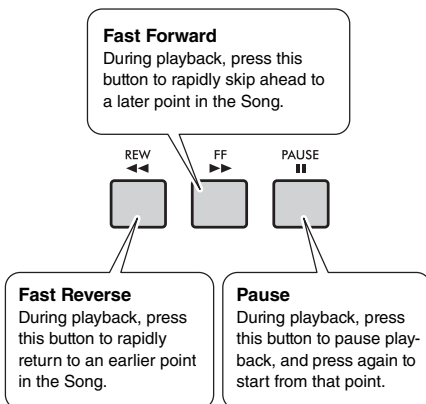 Fast Forward
During playback, press this
button to rapidly skip ahead to
a later point in the Song.
REW
FF
PAUSE
Fast Reverse
During playback, press
this button to rapidly
return to an earlier point
in the Song.
Pause
During playback, press
this button to pause play-
back, and press again to
start from that point.